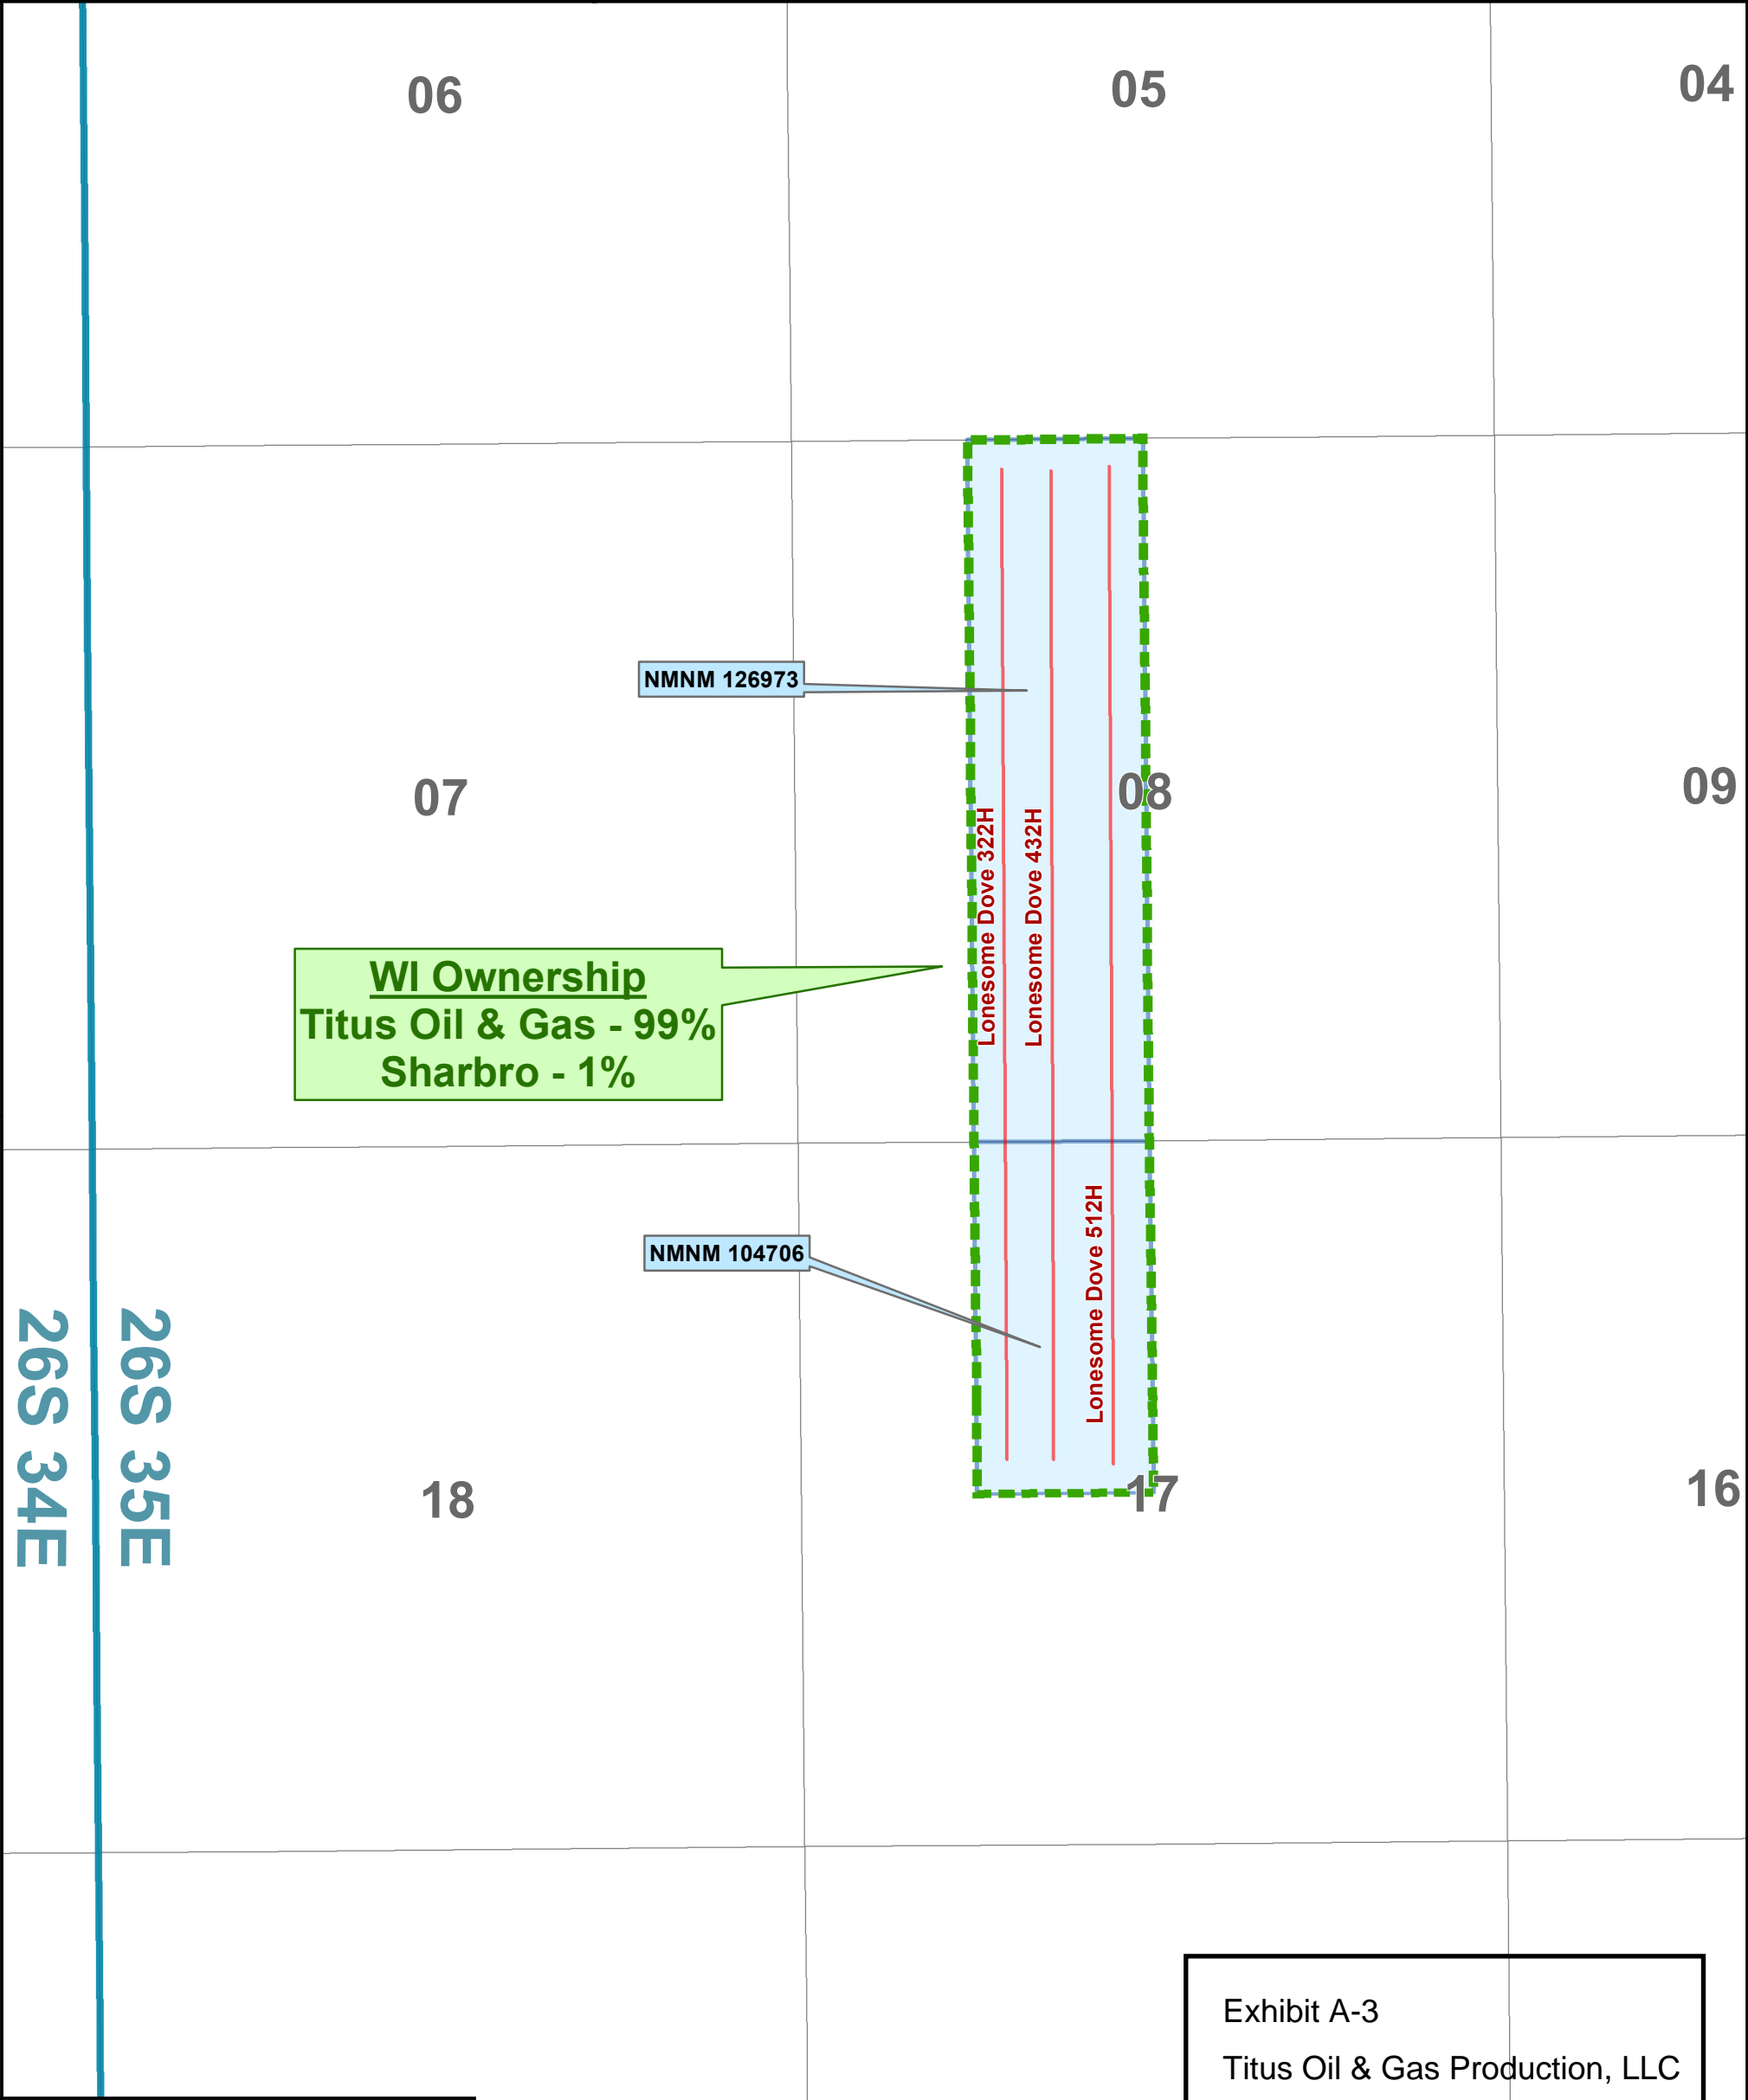 06
05
04
NMNM 126973
07
08
09
Lonesome Dove 322H
Lonesome Dove 432H
WI Ownership
Titus Oil & Gas - 99%
Sharbro - 1%
NMNM 104706
Lonesome Dove 512H
26S 34E
26S 35E
18
17
16
Exhibit A-3
Titus Oil & Gas Production, LLC